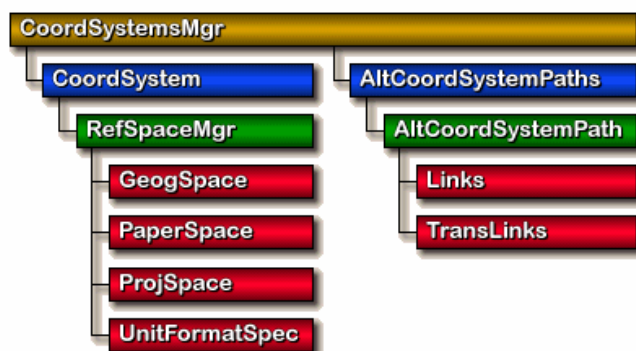 CoordSystemsMgr
CoordSystem
AltCoordSystemPaths
RefSpaceMgr
AltCoordSystemPath
GeogSpace
Links
PaperSpace
TransLinks
ProjSpace
UnitFormatSpec